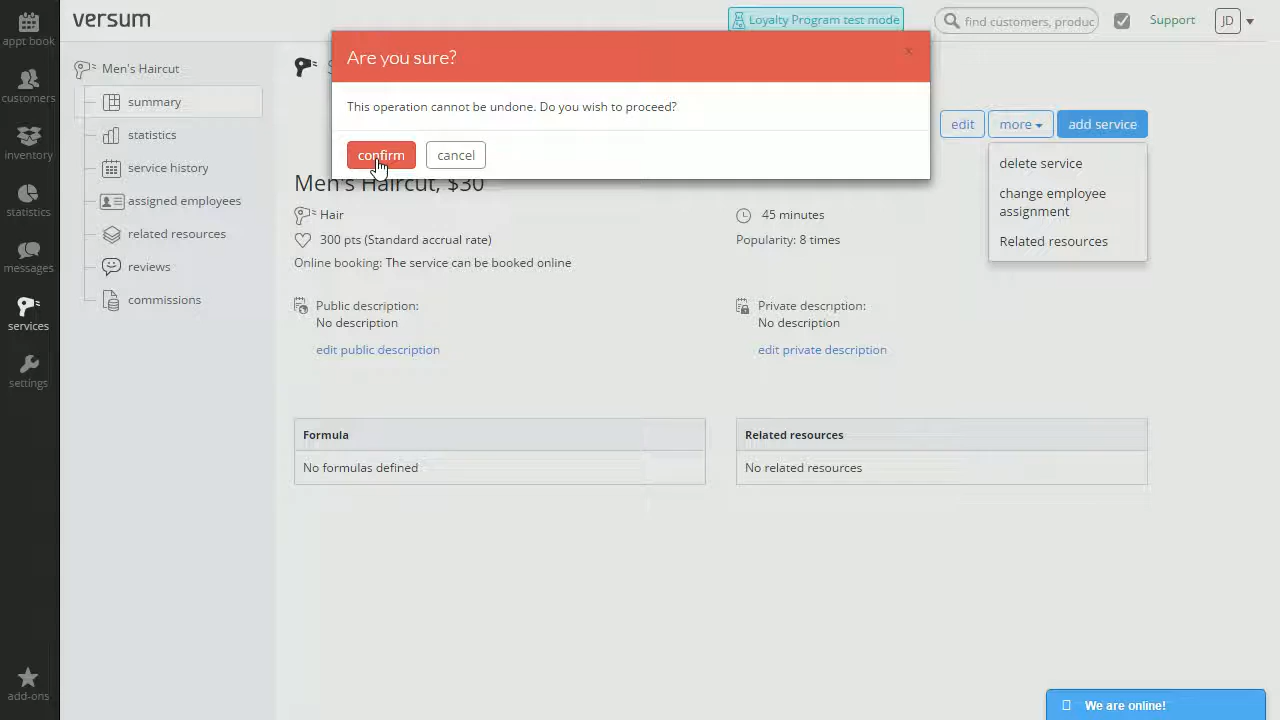 versum
Loyalty Program test mode
find customers, produc
Support
JD
appt book
customers
inventory
statistics
messages
services
settings
add-ons
Men's Haircut
summary
statistics
service history
assigned employees
related resources
reviews
commissions
Are you sure?
x
This operation cannot be undone. Do you wish to proceed?
confirm
cancel
edit
more
add service
delete service
change employee
assignment
Related resources
Men's Haircut, $30
Hair
45 minutes
300 pts (Standard accrual rate)
Popularity: 8 times
Online booking: The service can be booked online
Public description:
No description
edit public description
Private description:
No description
edit private description
Formula
No formulas defined
Related resources
No related resources
We are online!